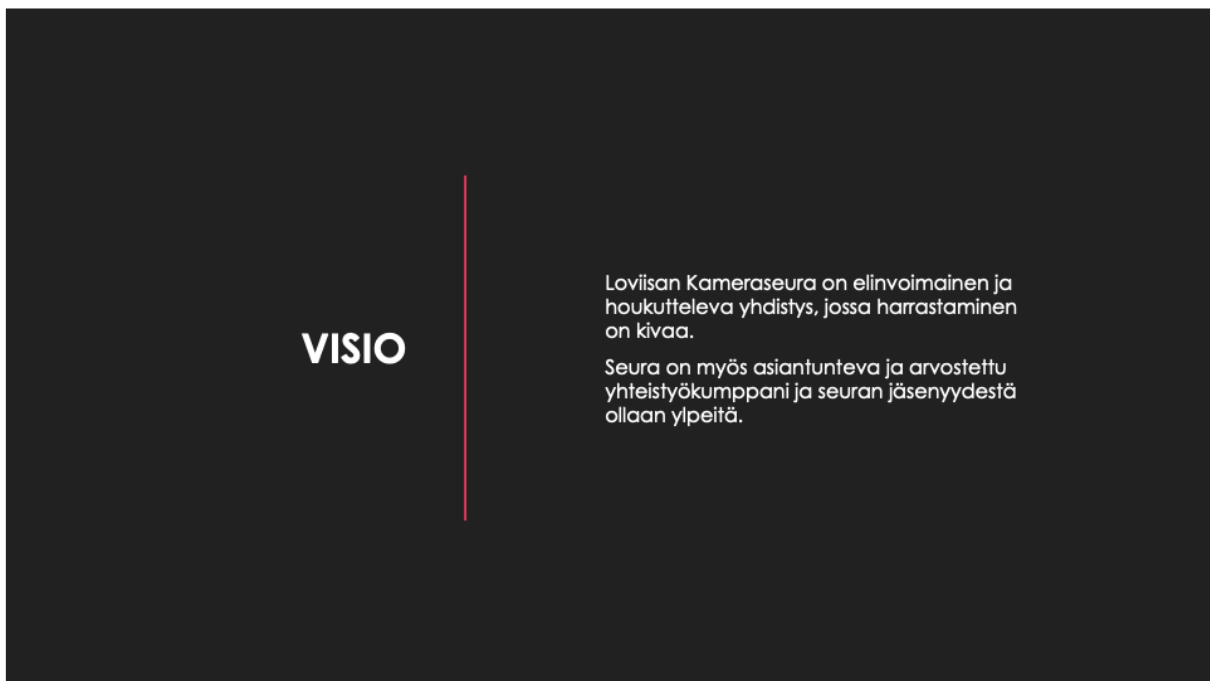 VISIO
Loviisan Kameraseura on elinvoimainen ja
houkutteleva yhdistys, jossa harrastaminen
on kivaa.
Seura on myös asiantunteva ja arvostettu
yhteistyökumppani ja seuran jäsenyydestä
ollaan ylpeitä.